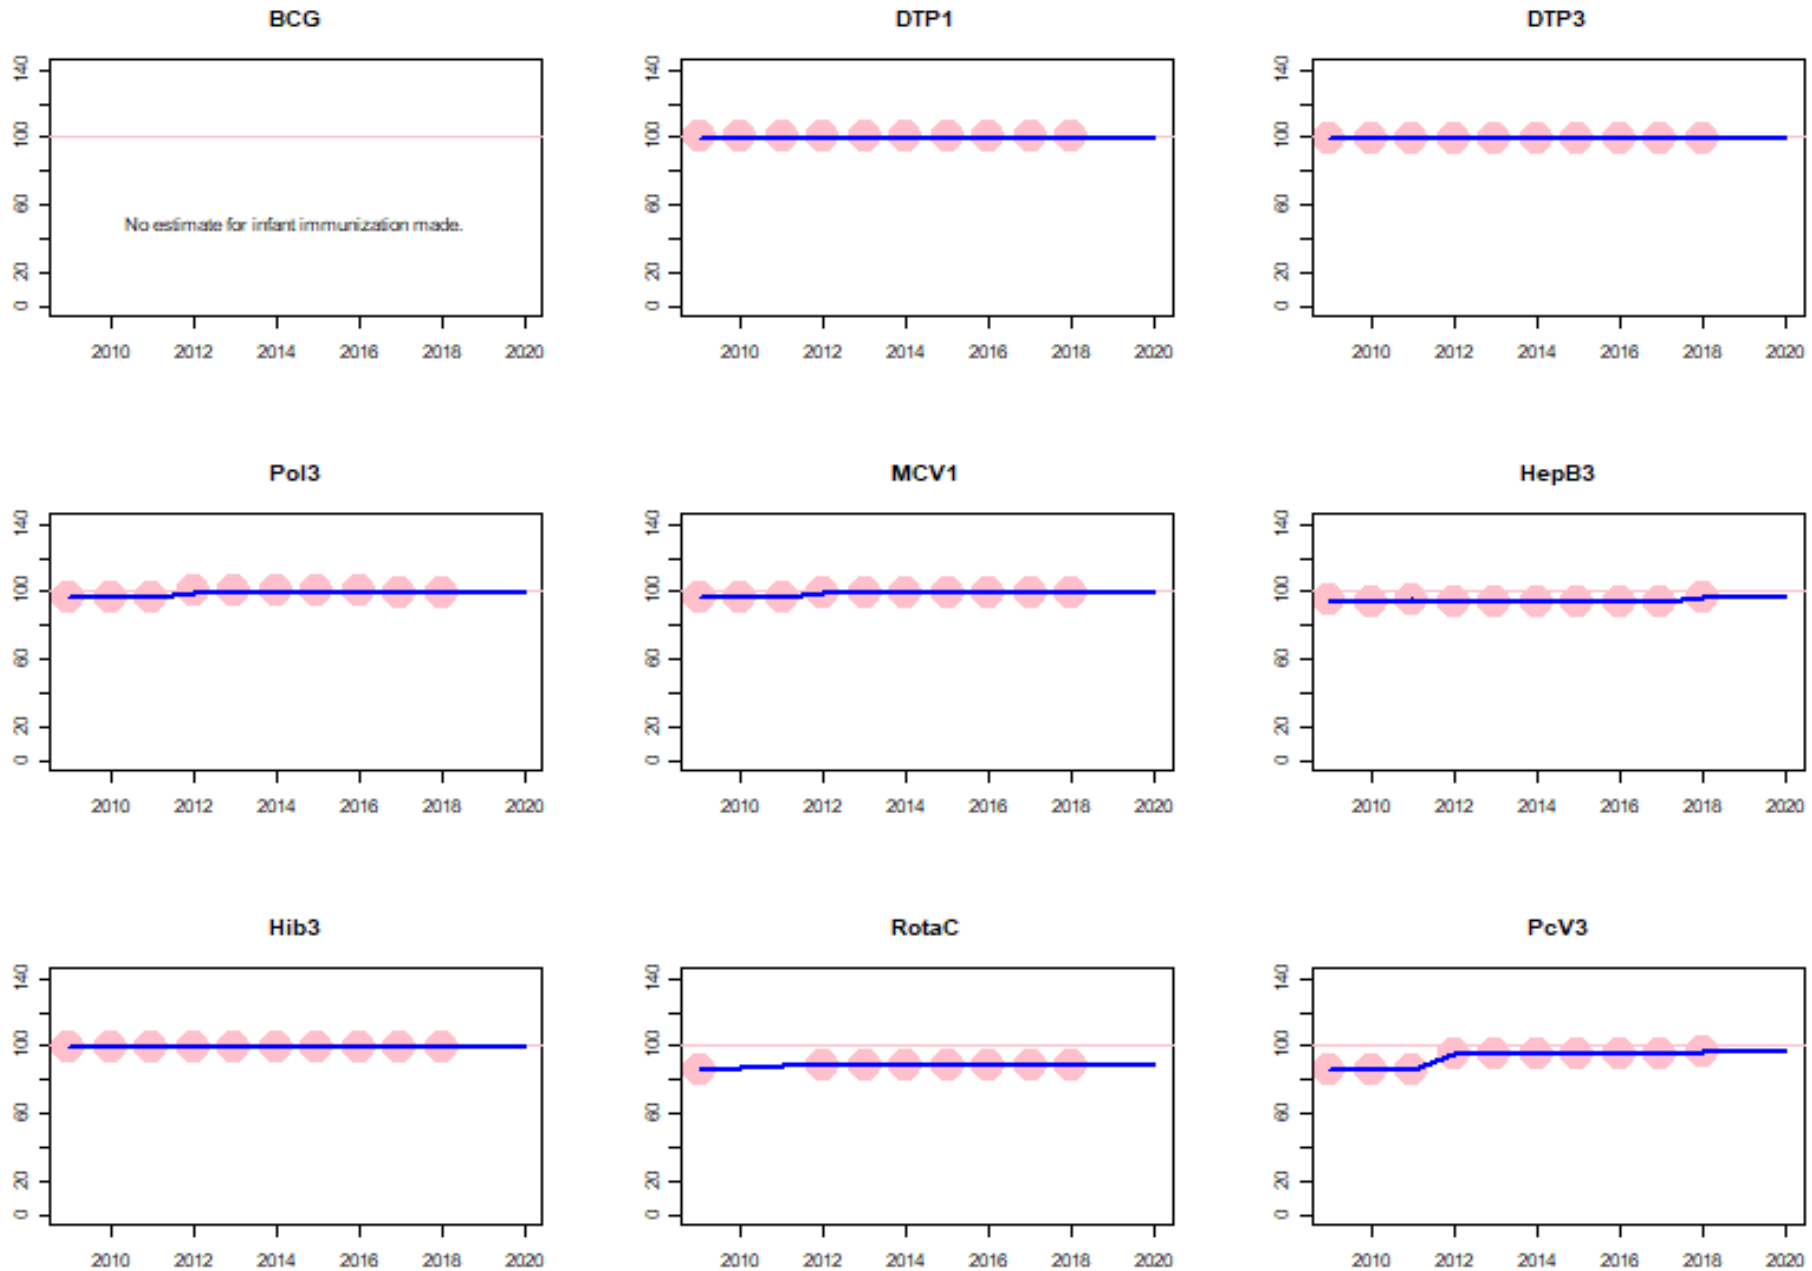 BCG DTP1 DTP3
140 140 140
100 100 100
60 60 60
No estimate for infant immunization made.
20 20 20
0 0 0
2010 2012 2014 2016 2018 2020 2010 2012 2014 2016 2018 2020 2010 2012 2014 2016 2018 2020
Pol3 MCV1 HepB3
140 140 140
100 100 100
60 60 60
20 20 20
0 0 0
2010 2012 2014 2016 2018 2020 2010 2012 2014 2016 2018 2020 2010 2012 2014 2016 2018 2020
Hib3 RotaC PcV3
140 140 140
100 100 100
60 60 60
20 20 20
0 0 0
2010 2012 2014 2016 2018 2020 2010 2012 2014 2016 2018 2020 2010 2012 2014 2016 2018 2020